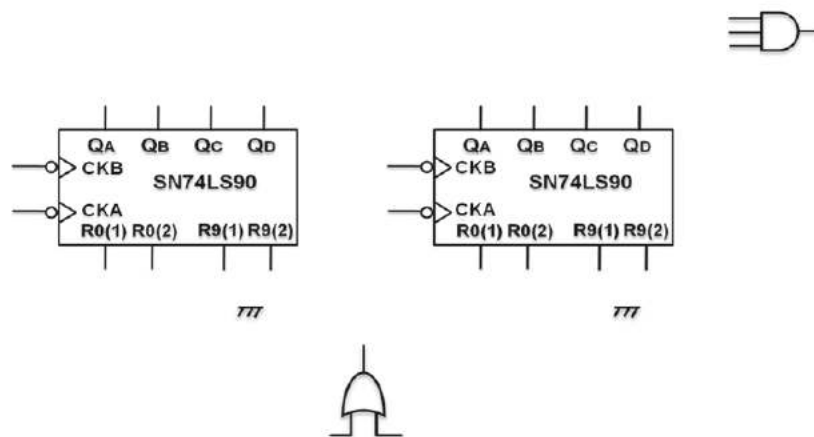 QA QB QC QD QA QB QC QD
CKB CKB
SN74LS90 SN74LS90
CKA CKA
R0(1) R0(2) R9(1) R9(2) R0(1) R0(2) R9(1) R9(2)